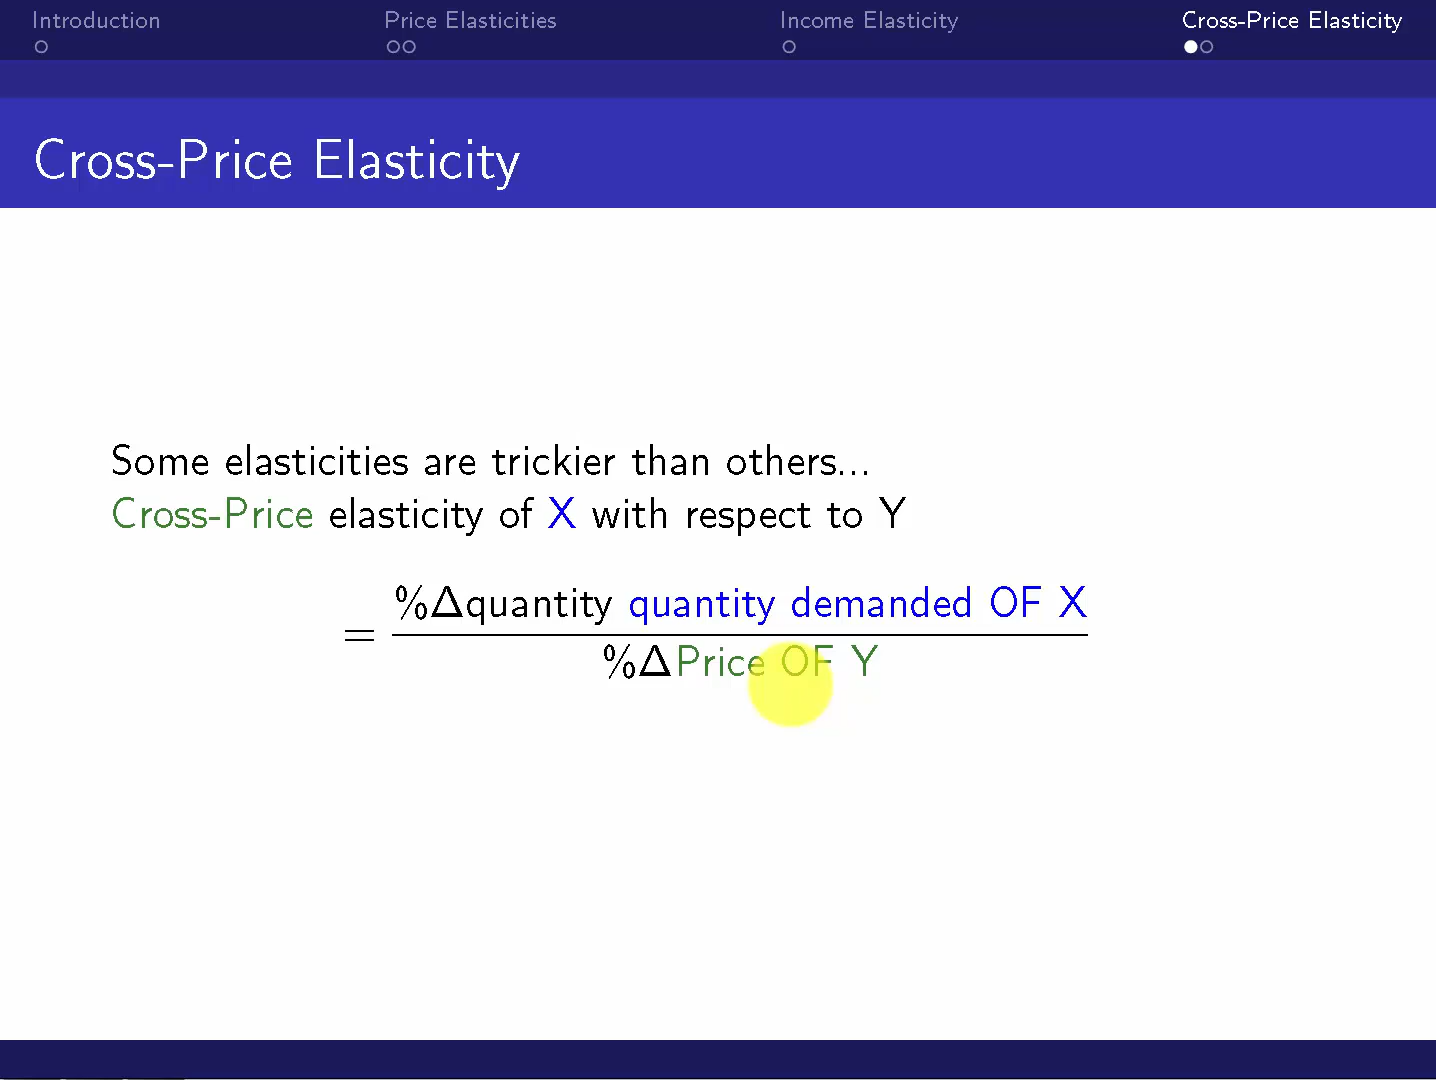 Introduction
Price Elasticities
Income Elasticity
Cross-Price Elasticity
Cross-Price Elasticity
Some elasticities are trickier than others...
Cross-Price elasticity of X with respect to Y
= %Δquantity quantity demanded OF X
%ΔPrice OF Y